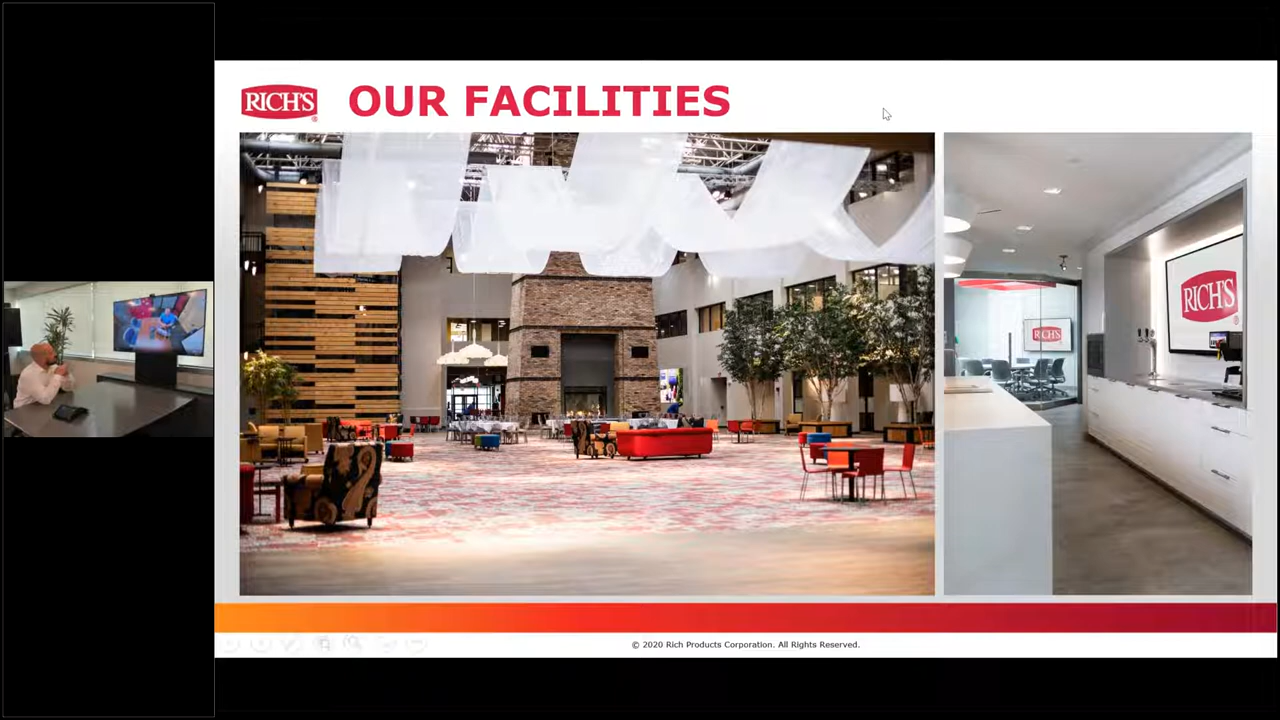 RICH'S
OUR FACILITIES
RICH'S
RICH'S
© 2020 Rich Products Corporation. All Rights Reserved.